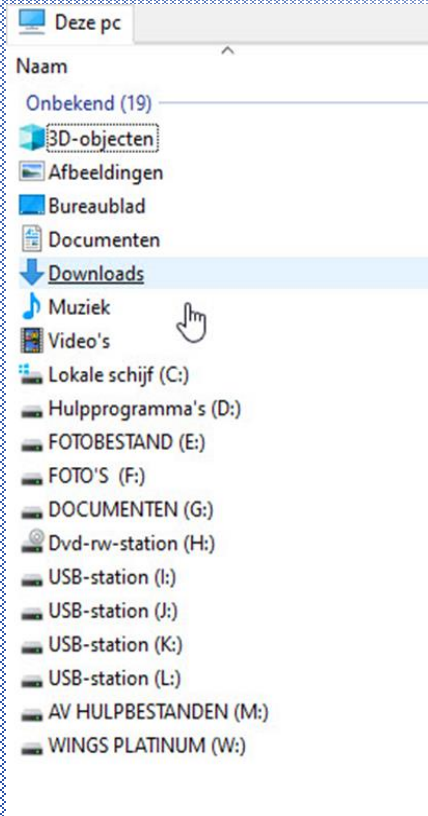 Deze pc
Naam
Onbekend (19)
3D-objecten
Afbeeldingen
Bureaublad
Documenten
Downloads
Muziek
Video's
Lokale schijf (C:)
Hulpprogramma's (D:)
FOTOBESTAND (E:)
FOTO'S (F:)
DOCUMENTEN (G:)
Dvd-rw-station (H:)
USB-station (I:)
USB-station (J:)
USB-station (K:)
USB-station (L:)
AV HULPBESTANDEN (M:)
WINGS PLATINUM (W:)